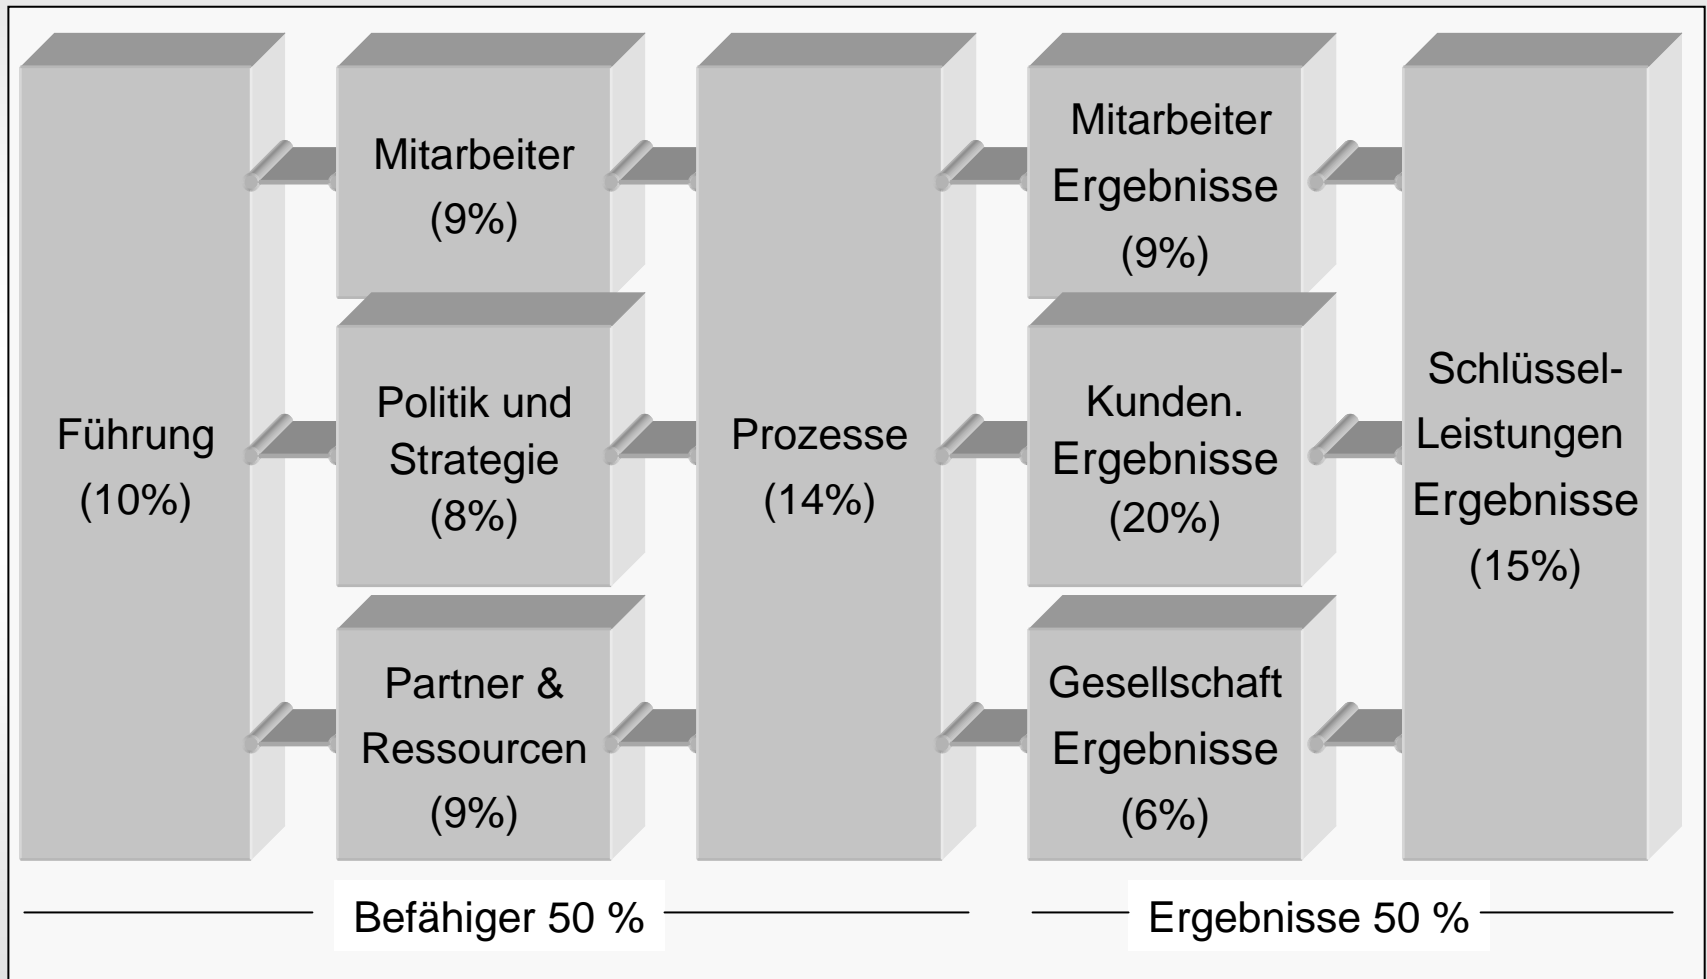 Führung
(10%)
Mitarbeiter
(9%)
Politik und
Strategie
(8%)
Partner &
Ressourcen
(9%)
Prozesse
(14%)
Mitarbeiter
Ergebnisse
(9%)
Kunden.
Ergebnisse
(20%)
Gesellschaft
Ergebnisse
(6%)
Schlüssel-
Leistungen
Ergebnisse
(15%)
Befähiger 50 %
Ergebnisse 50 %